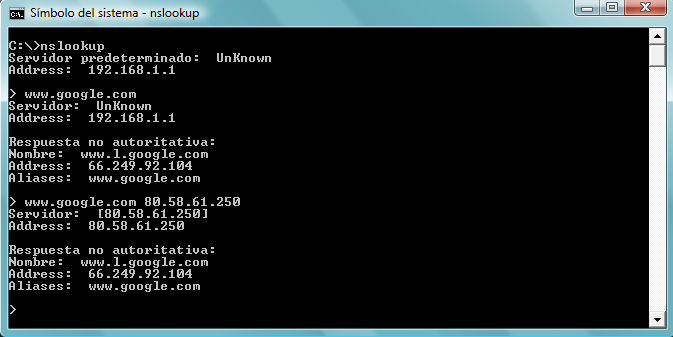 Símbolo del sistema - nslookup
C:\>nslookup
Servidor predeterminado:  UnKnown
Address:  192.168.1.1
> www.google.com
Servidor:  UnKnown
Address:  192.168.1.1
Respuesta no autoritativa:
Nombre:  www.l.google.com
Address:  66.249.92.104
Aliases:  www.google.com
> www.google.com 80.58.61.250
Servidor:  [80.58.61.250]
Address:  80.58.61.250
Respuesta no autoritativa:
Nombre:  www.l.google.com
Address:  66.249.92.104
Aliases:  www.google.com
>